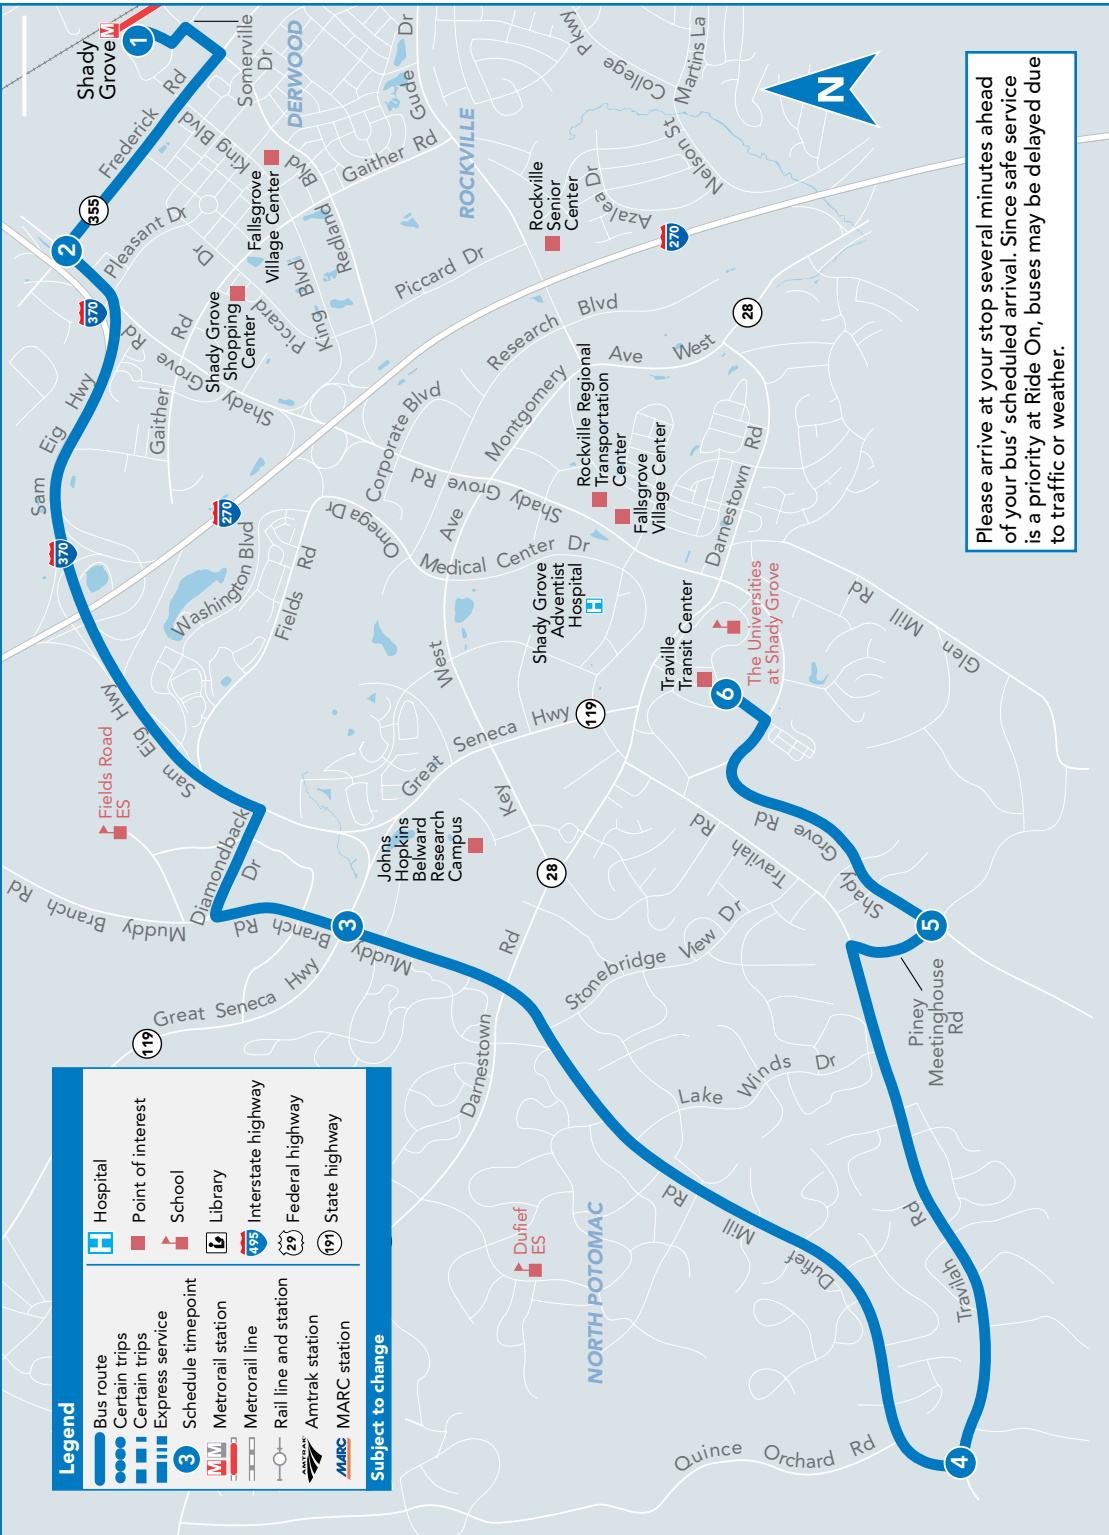 Legend
Bus route
Certain trips
Certain trips
Express service
3
Schedule timepoint
M M
Metrorail station
Metrorail line
Rail line and station
AMTRAK
Amtrak station
MARC
MARC station
H
Hospital
Point of interest
School
Library
495
Interstate highway
29
Federal highway
191
State highway
Subject to change
Shady
Grove
M
1
Somerville
Dr
DERWOOD
Frederick Rd
355
2
King Blvd
Pleasant Dr
Fallsgrove
Village Center
Blvd
Redland
Gaither Rd
Gude Dr
ROCKVILLE
College Pkwy
Martins La
Nelson St
Azalea Dr
Rockville
Senior
Center
270
Piccard Dr
Piccard
Dr
King Blvd
Shady Grove
Shopping
Center
370
Shady Grove Rd
Gaither Rd
Sam Eig Hwy
370
270
Research Blvd
28
Montgomery
Ave
West
Corporate Blvd
Omega Dr
Shady Grove Rd
Rockville Regional
Transportation
Center
Fallsgrove
Village Center
Darnestown Rd
Washington Blvd
Fields Rd
Medical Center Dr
Shady Grove
Adventist
Hospital
H
Key
West
Ave
Traville
Transit Center
The Universities
at Shady Grove
6
Glen Mill Rd
Great Seneca Hwy
119
Fields Road
ES
Sam Eig Hwy
Diamondback
Dr
Muddy Branch Rd
Muddy Branch Rd
3
Johns
Hopkins
Belward
Research
Campus
28
Travilah Rd
Shady Grove Rd
5
Piney
Meetinghouse
Rd
Stonebridge View Dr
Great Seneca Hwy
119
Darnestown
Rd
Lake Winds Dr
Dufief Mill Rd
Dufief
ES
NORTH POTOMAC
Travilah Rd
Quince Orchard Rd
4
N
Please arrive at your stop several minutes ahead
of your bus’ scheduled arrival. Since safe service
is a priority at Ride On, buses may be delayed due
to traffic or weather.